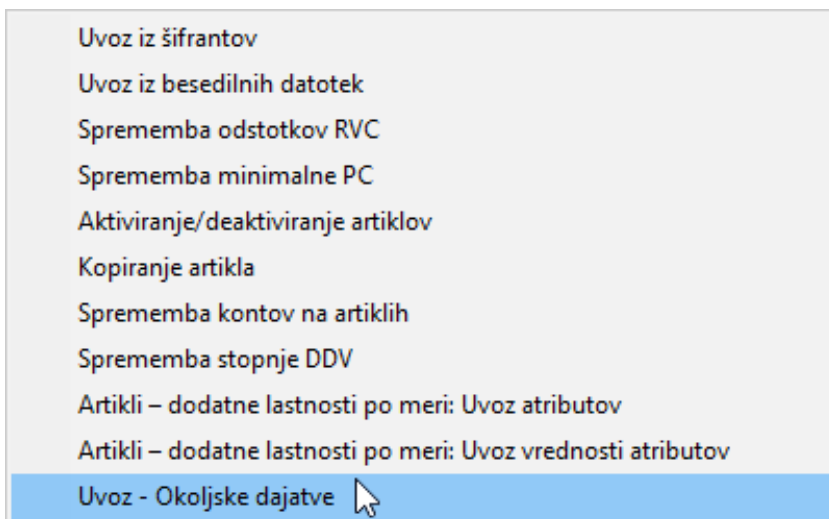 Uvoz iz šifrantov
Uvoz iz besedilnih datotek
Sprememba odstotkov RVC
Sprememba minimalne PC
Aktiviranje/deaktiviranje artiklov
Kopiranje artikla
Sprememba kontov na artiklih
Sprememba stopnje DDV
Artikli – dodatne lastnosti po meri: Uvoz atributov
Artikli – dodatne lastnosti po meri: Uvoz vrednosti atributov
Uvoz - Okoljske dajatve